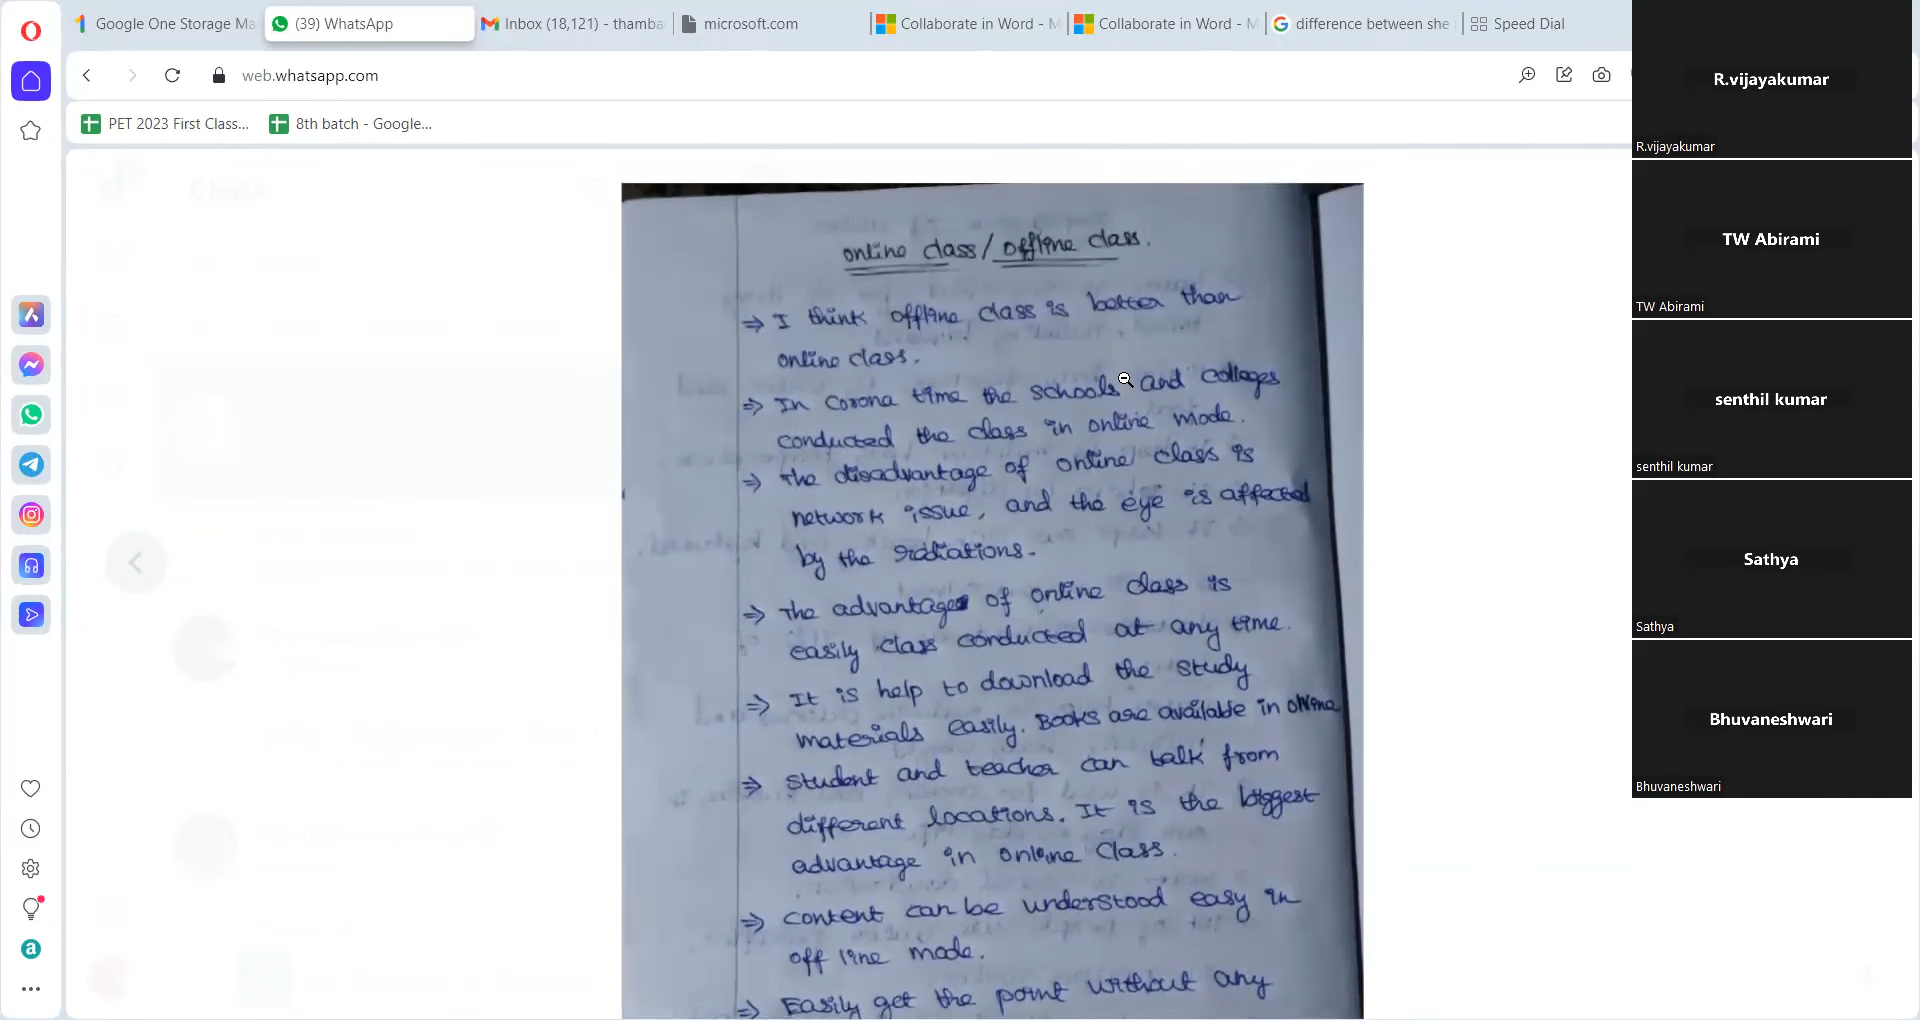 Google One Storage Ma
(39) WhatsApp
Inbox (18,121) - thamba
microsoft.com
Collaborate in Word - M
Collaborate in Word - M
difference between she
Speed Dial
web.whatsapp.com
PET 2023 First Class...
8th batch - Google...
online class / offline class.
⇒ I think offline class is better than
online class.
⇒ In corona time the schools and colleges
conducted the class in online mode.
⇒ The disadvantage of online class is
network issue, and the eye is affected
by the radiations.
⇒ The advantage of online class is
easily class conducted at any time.
⇒ It is help to download the study
materials easily. Books are available in online
⇒ Student and teacher can talk from
different locations. It is the biggest
advantage in online class.
⇒ content can be understood easy in
off line mode.
⇒ Easily get the point without any
R.vijayakumar
R.vijayakumar
TW Abirami
TW Abirami
senthil kumar
senthil kumar
Sathya
Sathya
Bhuvaneshwari
Bhuvaneshwari